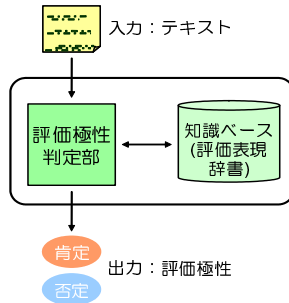 入力：テキスト
評価極性
判定部
知識ベース
(評価表現
辞書)
肯定
否定
出力：評価極性